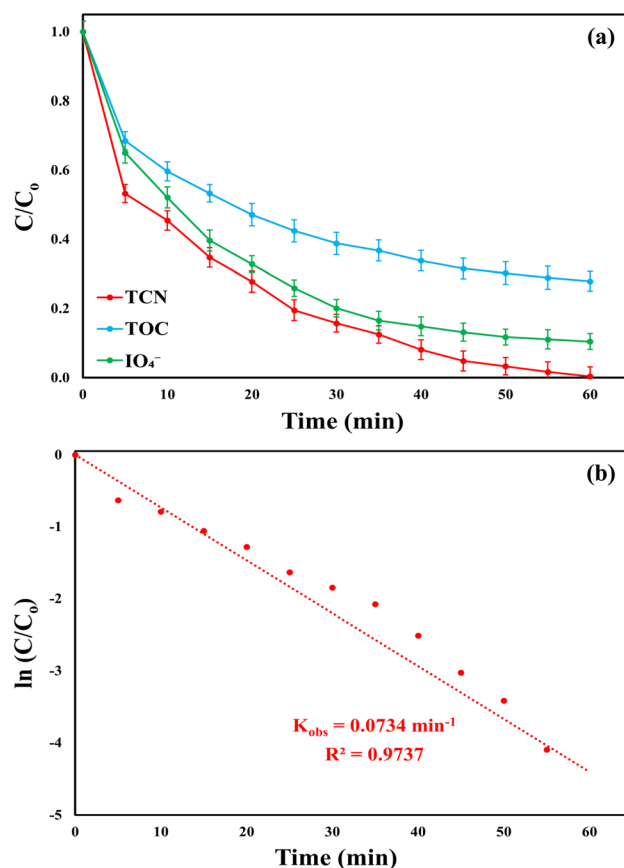 (a)
1.0
0.8
0.6
0.4
0.2
0.0
C/Cₒ
TCN
TOC
IO₄⁻
0 10 20 30 40 50 60
Time (min)
(b)
0
-1
-2
-3
-4
-5
ln (C/Cₒ)
Kₒbs = 0.0734 min⁻¹
R² = 0.9737
0 10 20 30 40 50 60
Time (min)